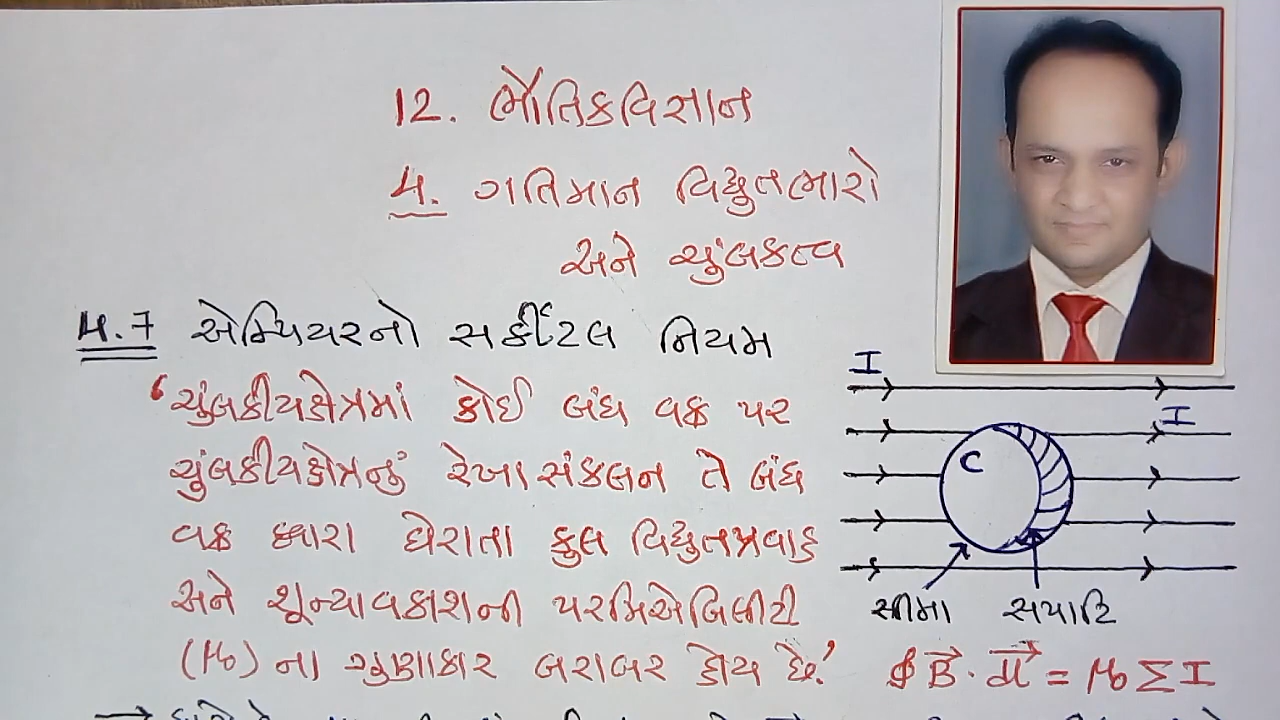 12. ભૌતિકવિજ્ઞાન
4. ગતિમાન વિદ્યુતભારો
અને ચુંબકત્વ
4.7 એમ્પિયરનો સર્કીટલ નિયમ
‘ચુંબકીયક્ષેત્રમાં કોઈ બંધ વક્ર પર
ચુંબકીયક્ષેત્રનું રેખાસંકલન તે બંધ
વક્ર દ્વારા ઘેરાતા કુલ વિદ્યુતપ્રવાહ
અને શૂન્યાવકાશની પરમિએબિલીટી
(μ₀) ના ગુણાકાર બરાબર હોય છે.’
I
I
C
સીમા સપાટિ
∮B⃗·dl⃗ = μ₀ΣI